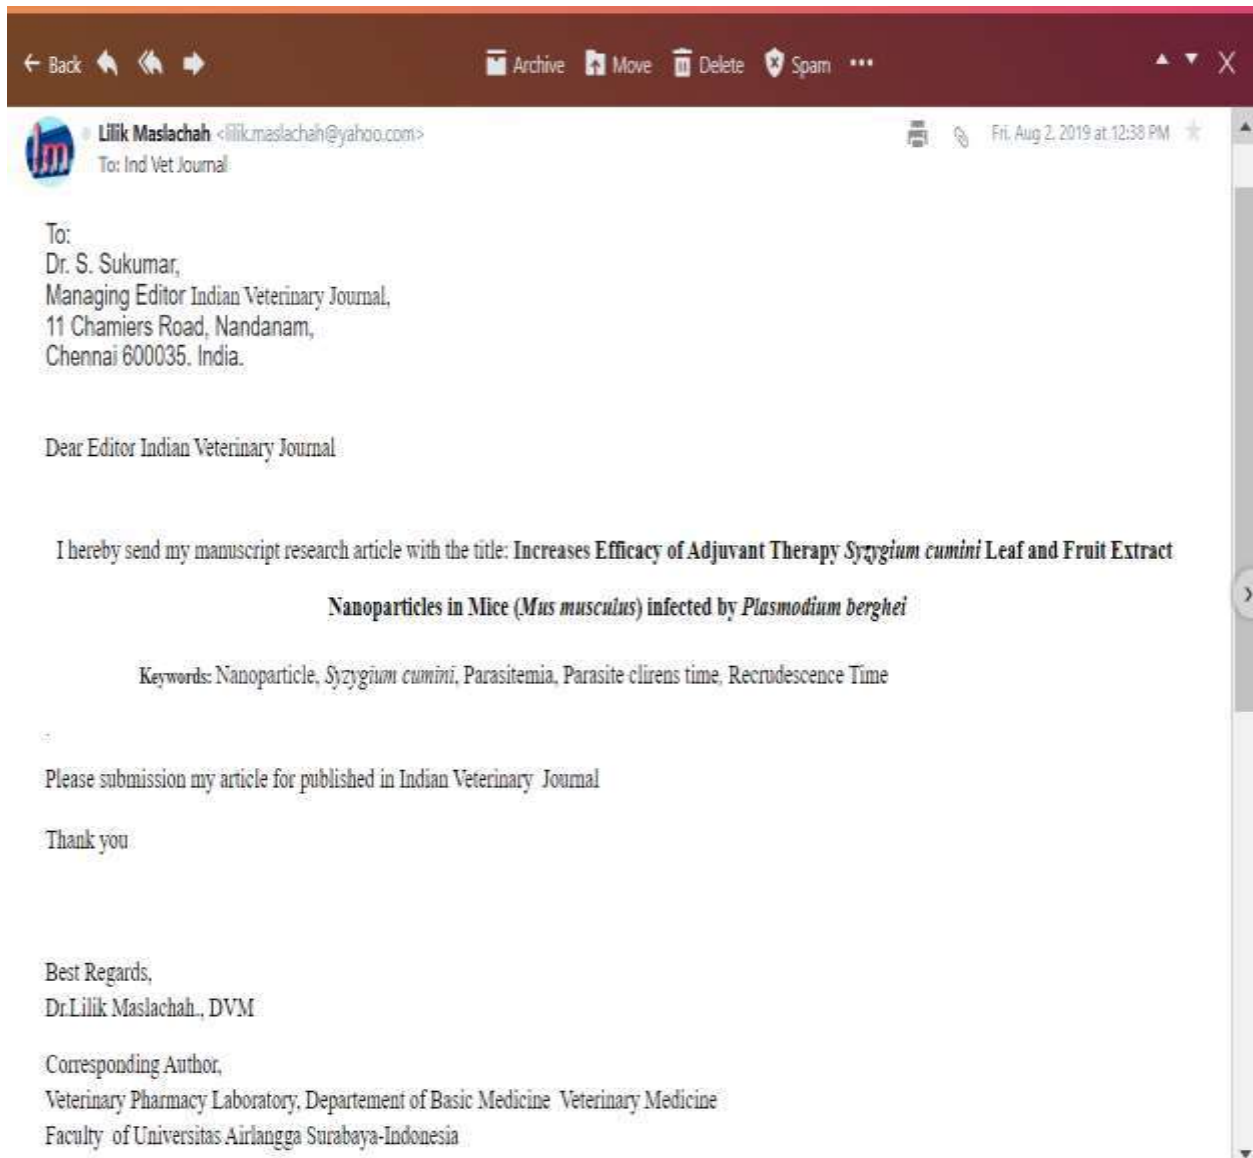 Back Archive Move Delete Spam
Lilik Maslachah <lilik.maslachah@yahoo.com> Fri, Aug 2, 2019 at 12:38 PM
To: Ind Vet Journal
To:
Dr. S. Sukumar,
Managing Editor Indian Veterinary Journal,
11 Chamiers Road, Nandanam,
Chennai 600035. India.
Dear Editor Indian Veterinary Journal
I hereby send my manuscript research article with the title: Increases Efficacy of Adjuvant Therapy Syzygium cumini Leaf and Fruit Extract
Nanoparticles in Mice (Mus musculus) infected by Plasmodium berghei
Keywords: Nanoparticle, Syzygium cumini, Parasitemia, Parasite clirens time, Recrudescence Time
.
Please submission my article for published in Indian Veterinary Journal
Thank you
Best Regards,
Dr.Lilik Maslachah., DVM
Corresponding Author,
Veterinary Pharmacy Laboratory, Departement of Basic Medicine Veterinary Medicine
Faculty of Universitas Airlangga Surabaya-Indonesia